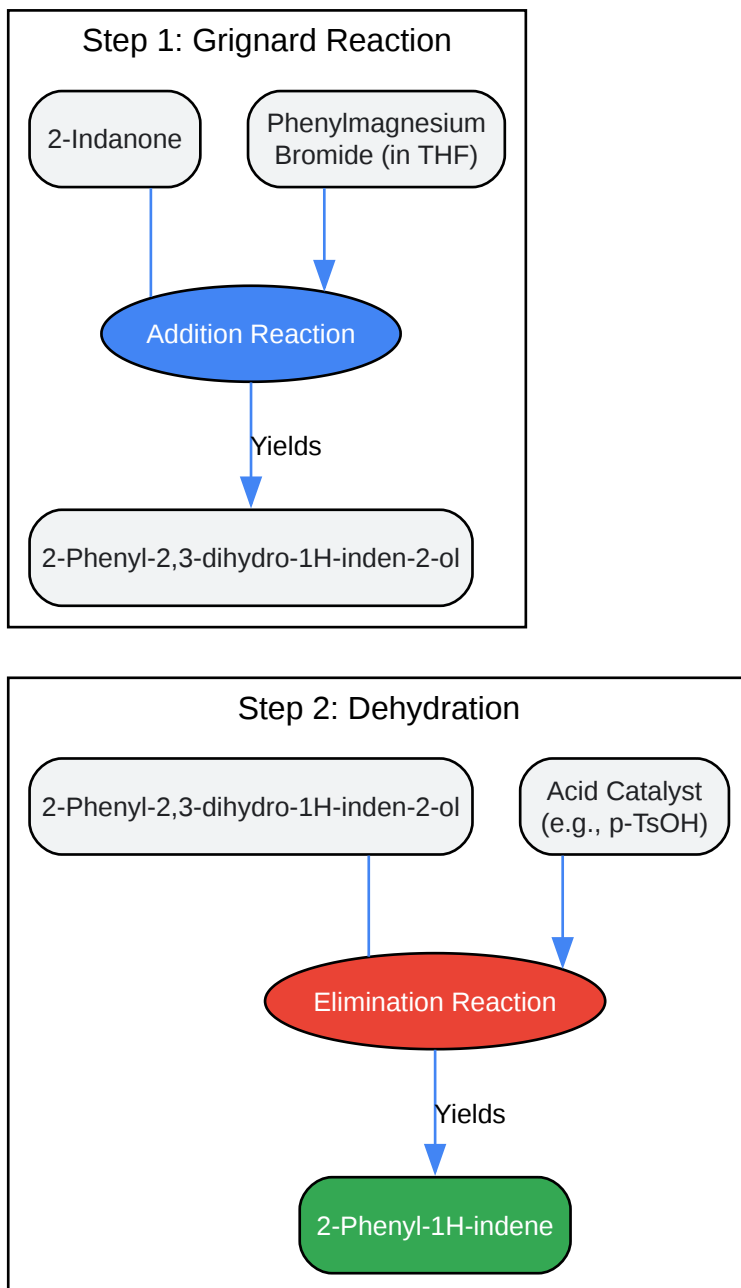 Step 1: Grignard Reaction
2-Indanone
Phenylmagnesium
Bromide (in THF)
Addition Reaction
Yields
2-Phenyl-2,3-dihydro-1H-inden-2-ol
Step 2: Dehydration
2-Phenyl-2,3-dihydro-1H-inden-2-ol
Acid Catalyst
(e.g., p-TsOH)
Elimination Reaction
Yields
2-Phenyl-1H-indene